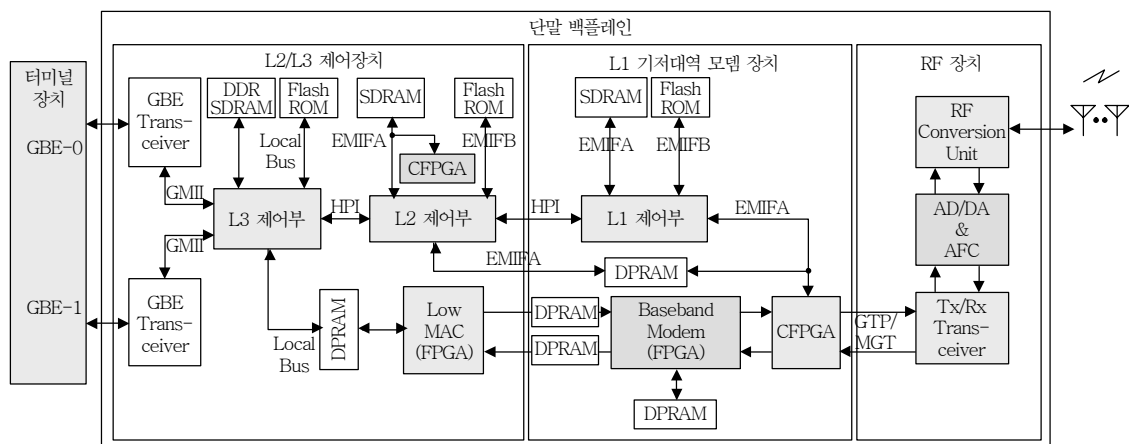 단말 백플레인
터미널
장치
GBE-0
GBE-1
L2/L3 제어장치
GBE
Trans-
ceiver
DDR
SDRAM
Flash
ROM
SDRAM
Flash
ROM
Local
Bus
EMIFA
EMIFB
CFPGA
GMII
L3 제어부
HPI
L2 제어부
HPI
GMII
GBE
Trans-
ceiver
Local
Bus
DPRAM
Low
MAC
(FPGA)
EMIFA
L1 기저대역 모뎀 장치
SDRAM
Flash
ROM
EMIFA
EMIFB
L1 제어부
EMIFA
DPRAM
DPRAM
DPRAM
Baseband
Modem
(FPGA)
CFPGA
DPRAM
GTP/
MGT
RF 장치
RF
Conversion
Unit
AD/DA
&
AFC
Tx/Rx
Trans-
ceiver